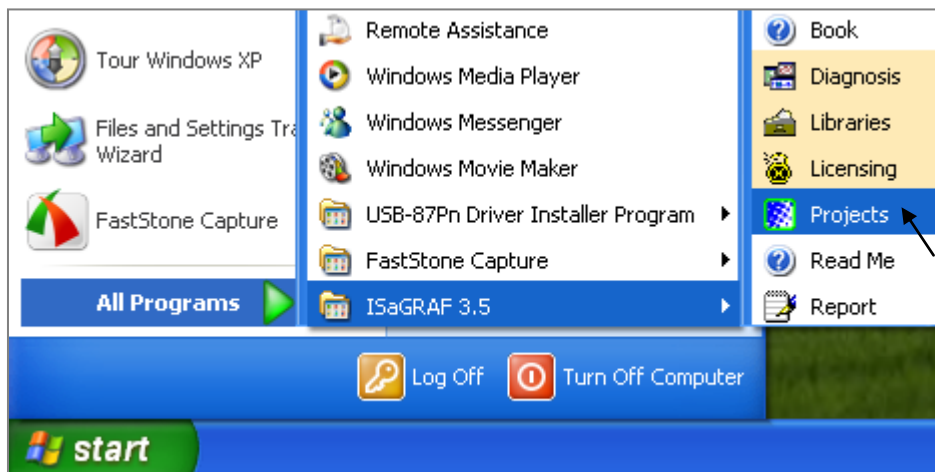 Tour Windows XP
Files and Settings Tra
Wizard
FastStone Capture
All Programs
Remote Assistance
Windows Media Player
Windows Messenger
Windows Movie Maker
USB-87Pn Driver Installer Program
FastStone Capture
ISaGRAF 3.5
Book
Diagnosis
Libraries
Licensing
Projects
Read Me
Report
Log Off
Turn Off Computer
start